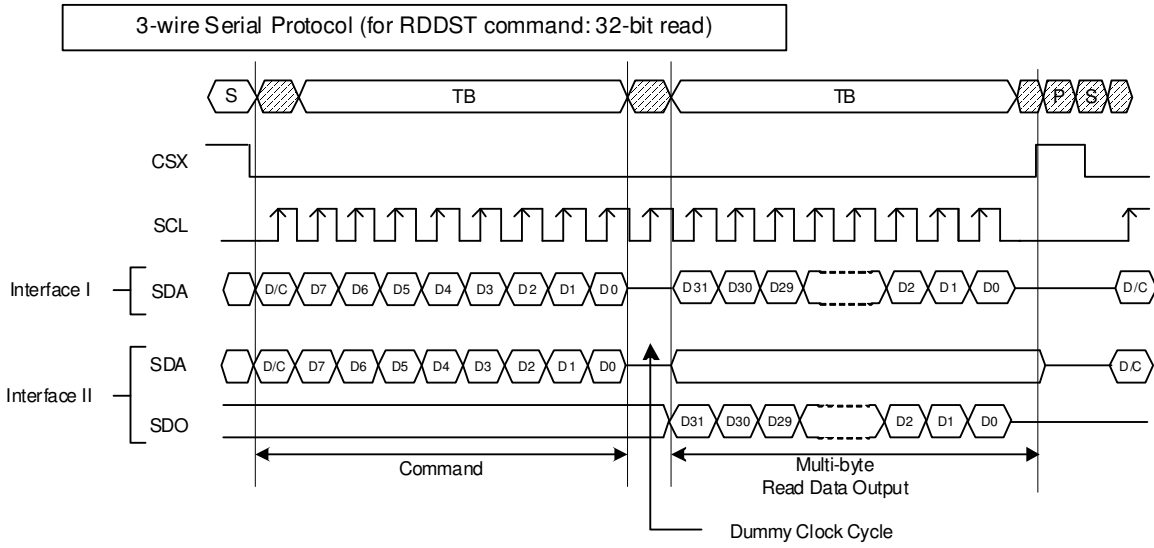 3-wire Serial Protocol (for RDDST command: 32-bit read)
S TB TB P S
CSX
SCL
Interface I SDA D/C D7 D6 D5 D4 D3 D2 D1 D0 D31 D30 D29 D2 D1 D0 D/C
Interface II
SDA D/C D7 D6 D5 D4 D3 D2 D1 D0 D/C
SDO D31 D30 D29 D2 D1 D0
Command
Multi-byte
Read Data Output
Dummy Clock Cycle